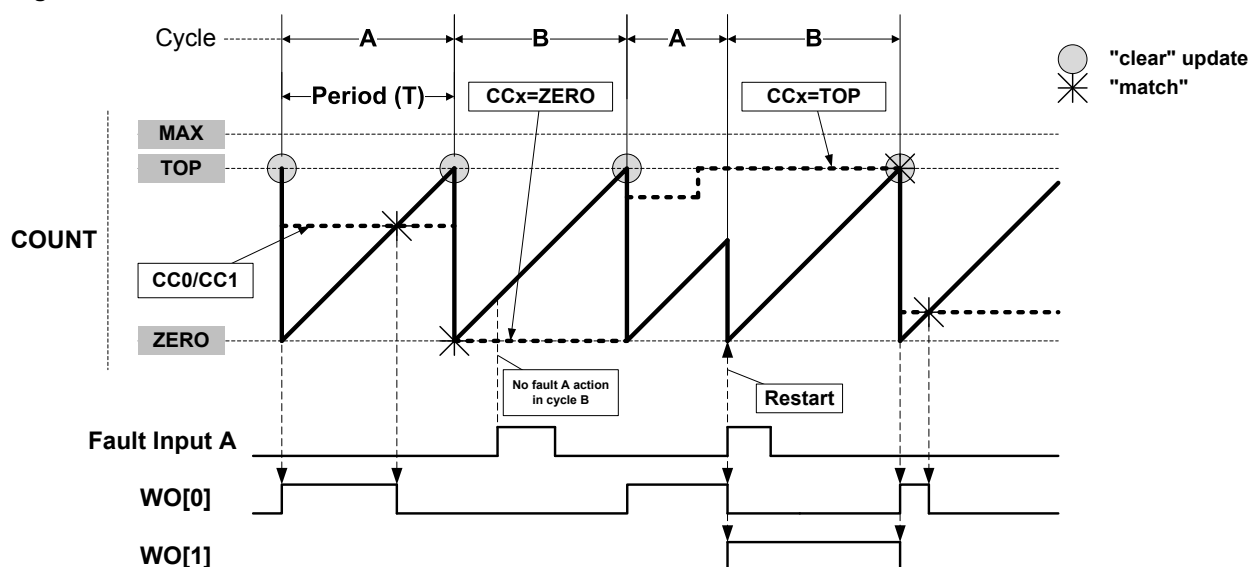 Cycle
A
B
A
B
"clear" update
"match"
Period (T)
CCx=ZERO
CCx=TOP
MAX
TOP
COUNT
CC0/CC1
ZERO
No fault A action
in cycle B
Restart
Fault Input A
WO[0]
WO[1]